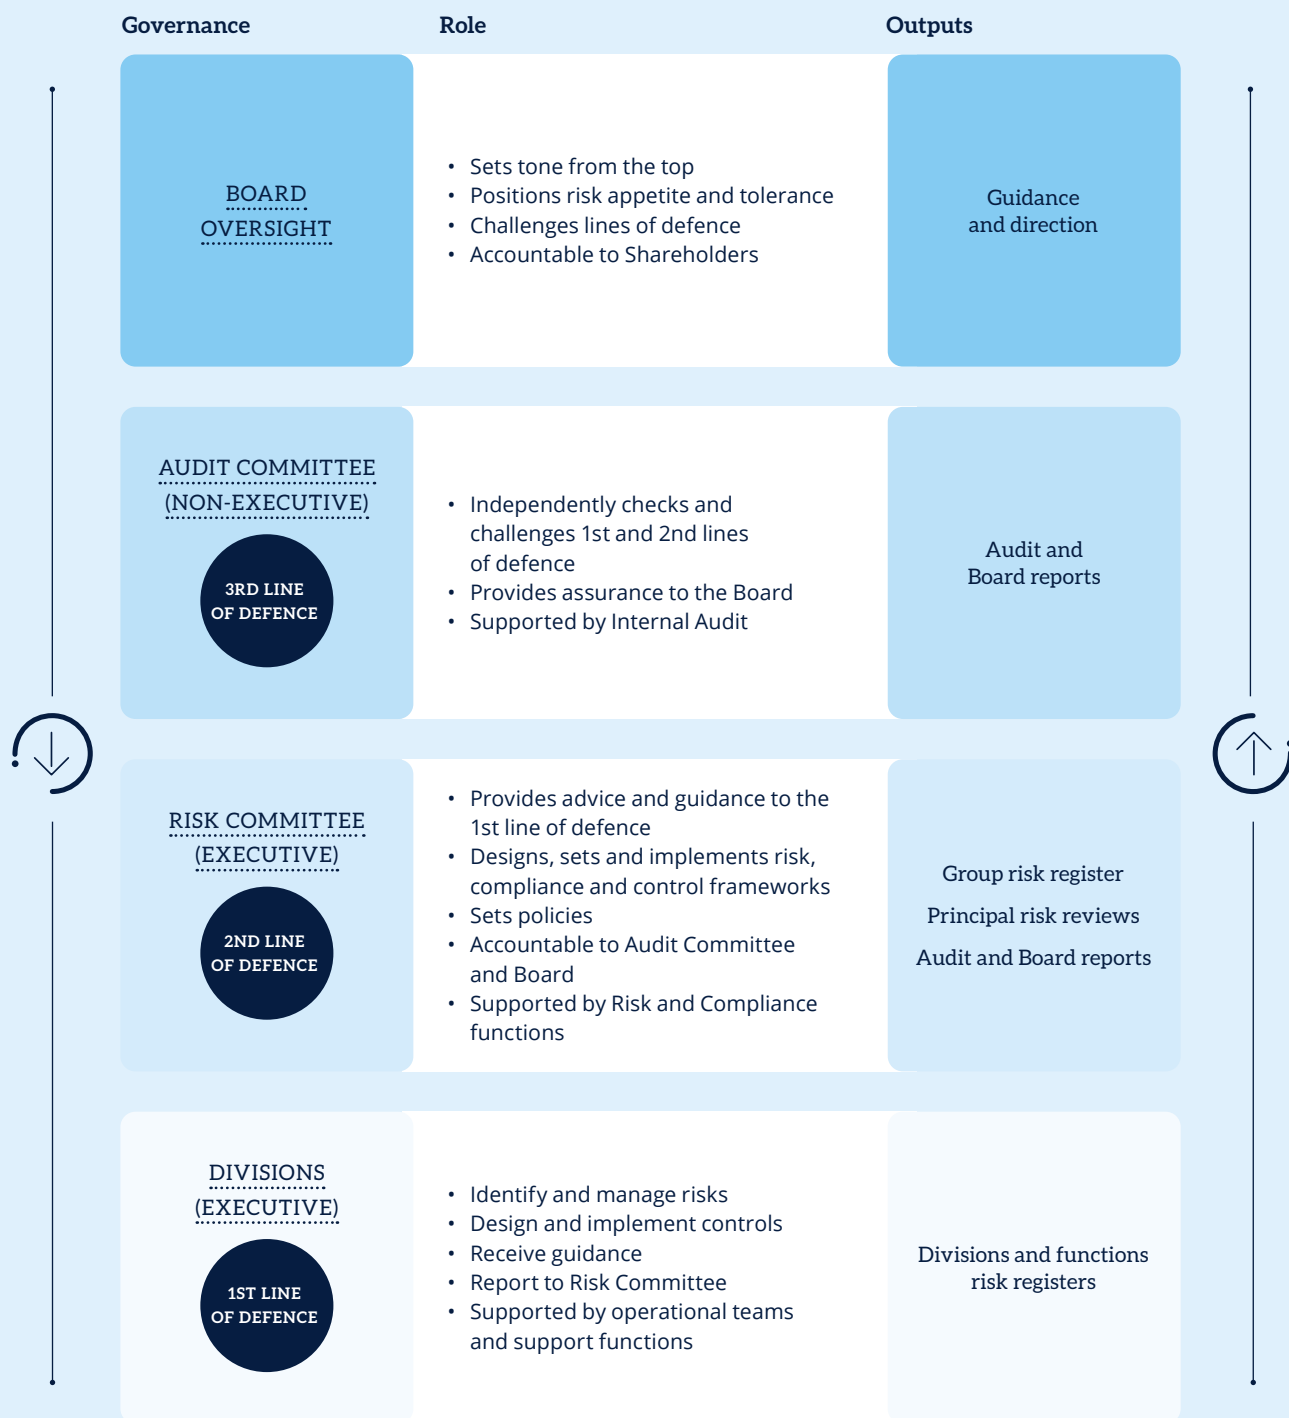 Governance Role Outputs
BOARD
OVERSIGHT
• Sets tone from the top
• Positions risk appetite and tolerance
• Challenges lines of defence
• Accountable to Shareholders
Guidance
and direction
AUDIT COMMITTEE
(NON-EXECUTIVE)
3RD LINE
OF DEFENCE
• Independently checks and
challenges 1st and 2nd lines
of defence
• Provides assurance to the Board
• Supported by Internal Audit
Audit and
Board reports
RISK COMMITTEE
(EXECUTIVE)
2ND LINE
OF DEFENCE
• Provides advice and guidance to the
1st line of defence
• Designs, sets and implements risk,
compliance and control frameworks
• Sets policies
• Accountable to Audit Committee
and Board
• Supported by Risk and Compliance
functions
Group risk register
Principal risk reviews
Audit and Board reports
DIVISIONS
(EXECUTIVE)
1ST LINE
OF DEFENCE
• Identify and manage risks
• Design and implement controls
• Receive guidance
• Report to Risk Committee
• Supported by operational teams
and support functions
Divisions and functions
risk registers